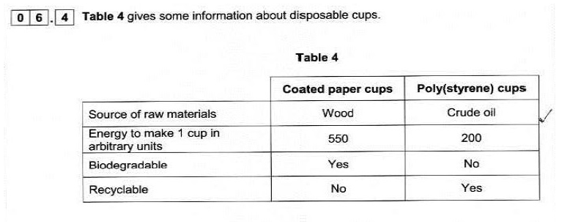 0 6 . 4 Table 4 gives some information about disposable cups.
Table 4
Coated paper cups Poly(styrene) cups
Source of raw materials Wood Crude oil
Energy to make 1 cup in
arbitrary units 550 200
Biodegradable Yes No
Recyclable No Yes